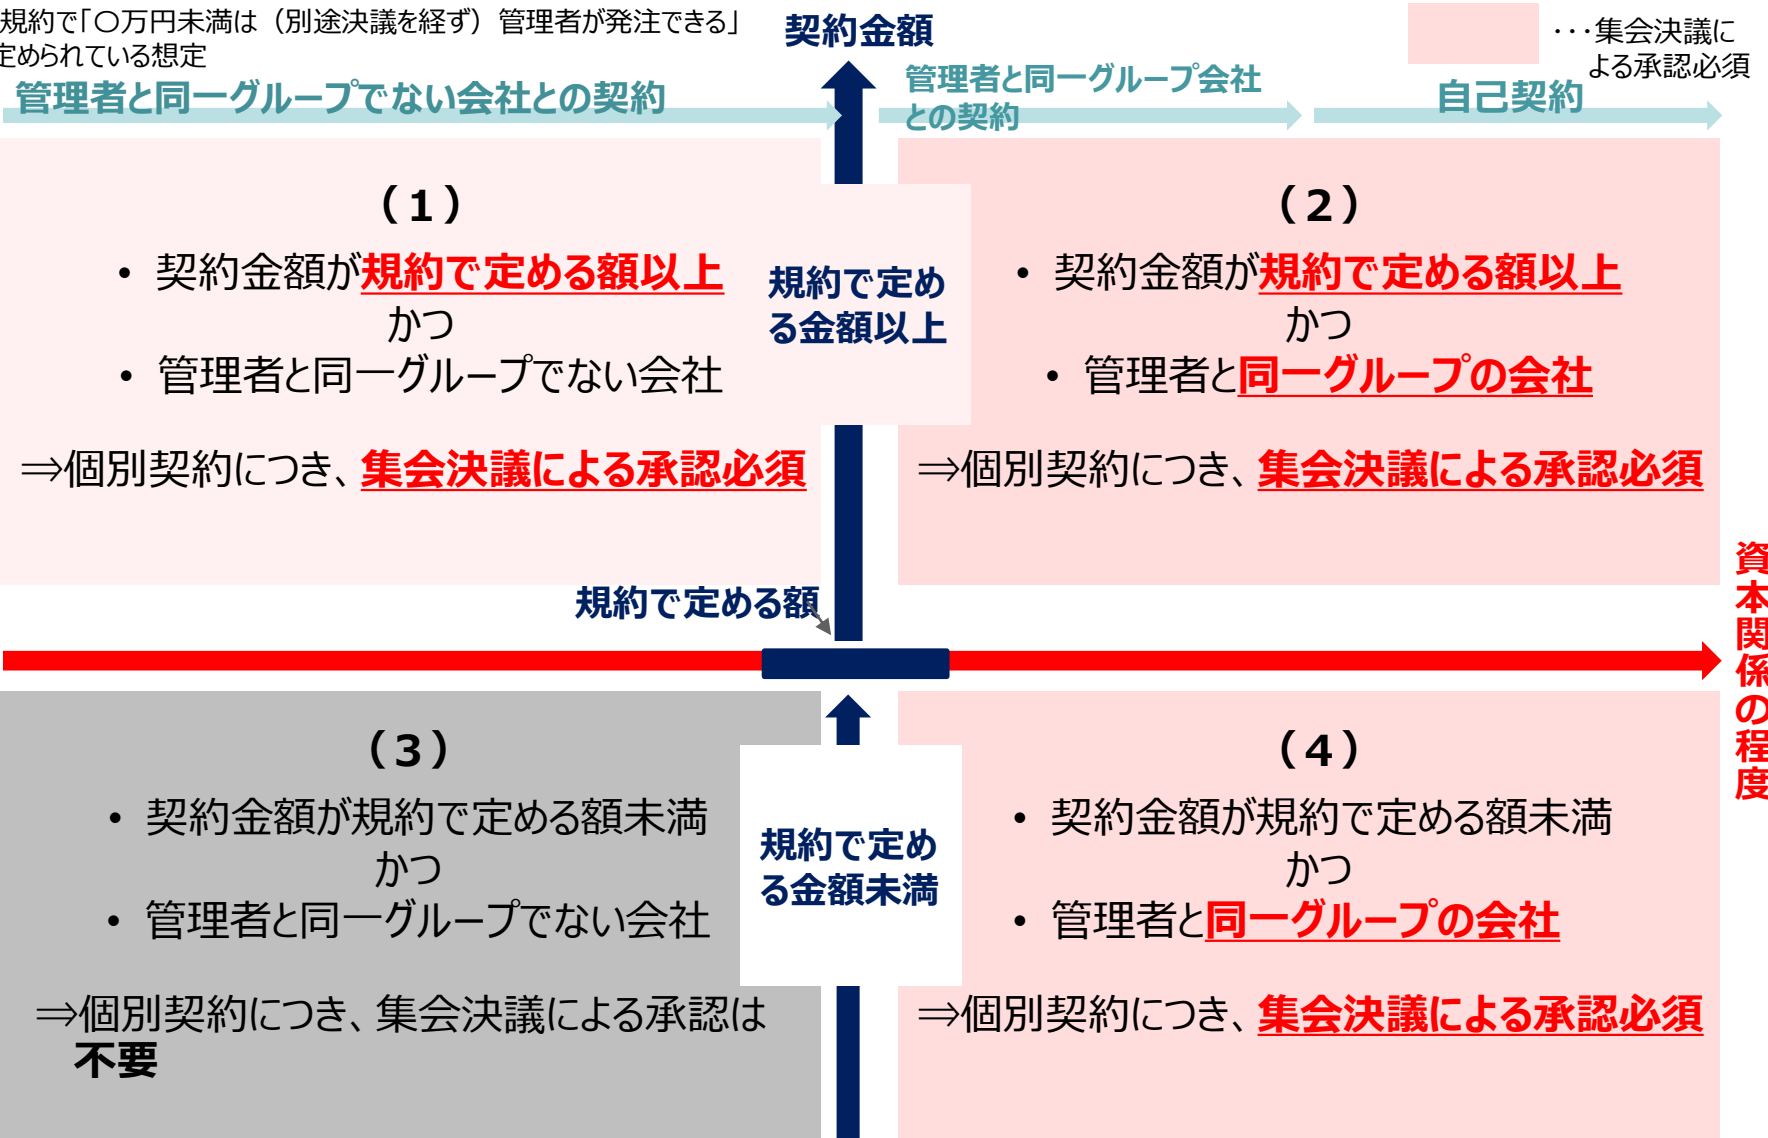 規約で「〇万円未満は（別途決議を経ず）管理者が発注できる」
定められている想定
契約金額
・・・集会決議に
よる承認必須
管理者と同一グループでない会社との契約
管理者と同一グループ会社
との契約
自己契約
（１）
• 契約金額が規約で定める額以上
かつ
• 管理者と同一グループでない会社
⇒個別契約につき、集会決議による承認必須
規約で定め
る金額以上
（２）
• 契約金額が規約で定める額以上
かつ
• 管理者と同一グループの会社
⇒個別契約につき、集会決議による承認必須
規約で定める額
資本関係の程度
（３）
• 契約金額が規約で定める額未満
かつ
• 管理者と同一グループでない会社
⇒個別契約につき、集会決議による承認は
不要
規約で定め
る金額未満
（４）
• 契約金額が規約で定める額未満
かつ
• 管理者と同一グループの会社
⇒個別契約につき、集会決議による承認必須